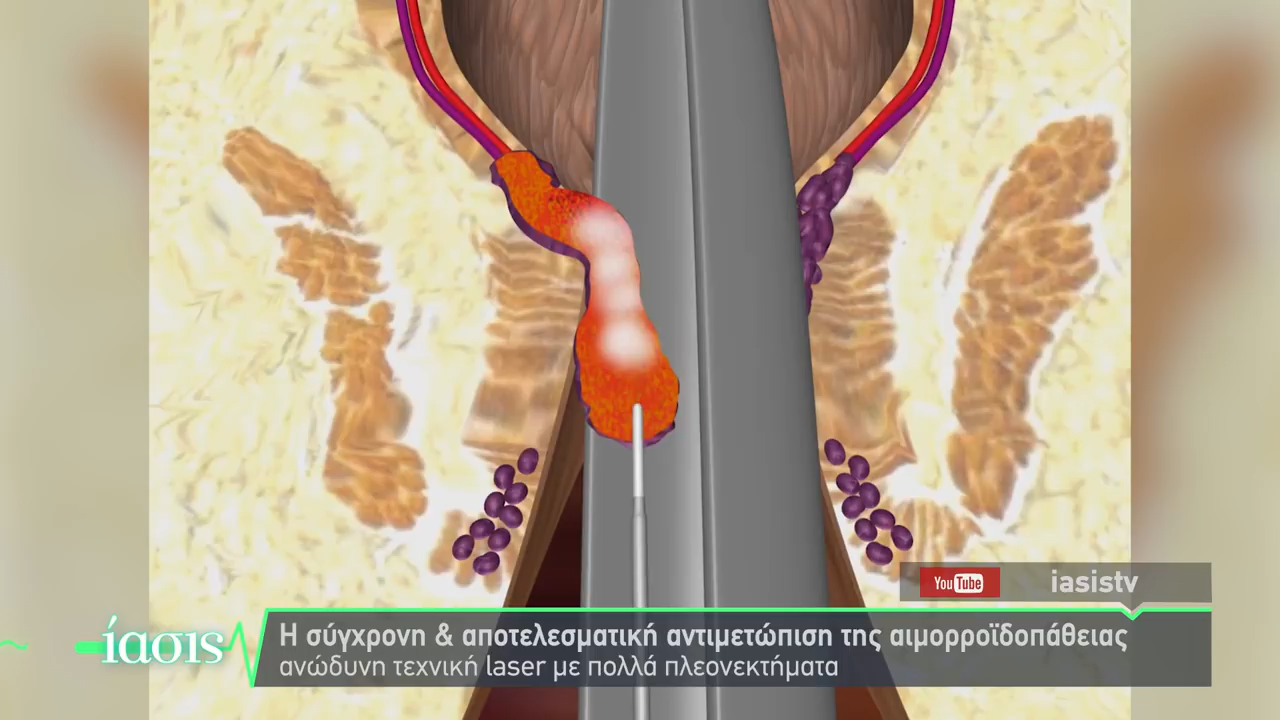 YouTube
iasistv
ίασις
Η σύγχρονη & αποτελεσματική αντιμετώπιση της αιμορροϊδοπάθειας
ανώδυνη τεχνική laser με πολλά πλεονεκτήματα